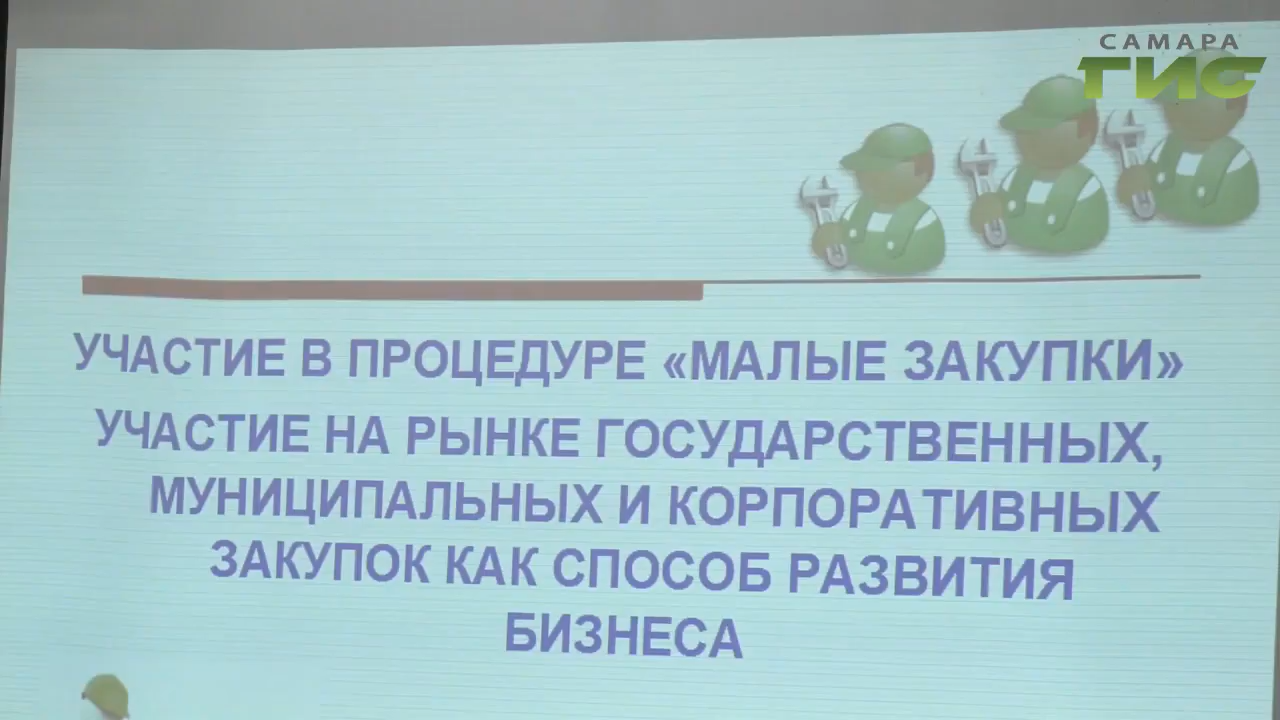 САМАРА
ГИС
УЧАСТИЕ В ПРОЦЕДУРЕ «МАЛЫЕ ЗАКУПКИ»
УЧАСТИЕ НА РЫНКЕ ГОСУДАРСТВЕННЫХ,
МУНИЦИПАЛЬНЫХ И КОРПОРАТИВНЫХ
ЗАКУПОК КАК СПОСОБ РАЗВИТИЯ
БИЗНЕСА